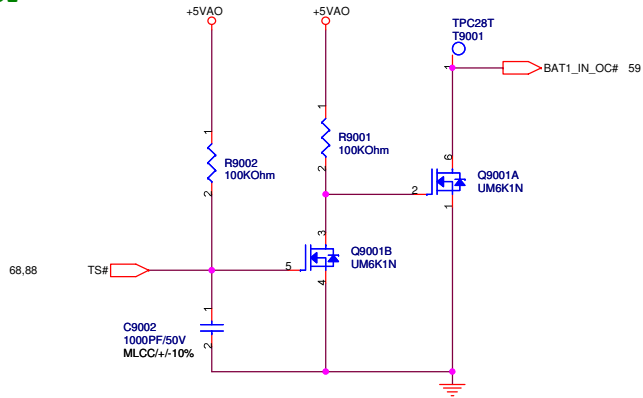 +5VAO +5VAO
TPC28T
T9001
1
BAT1_IN_OC# 59
1 1
R9002
100KOhm
R9001
100KOhm
2 2
6
Q9001A
UM6K1N
2
1
3
Q9001B
UM6K1N
5
4
68,88 TS#
1
C9002
1000PF/50V
MLCC/+/-10%
2